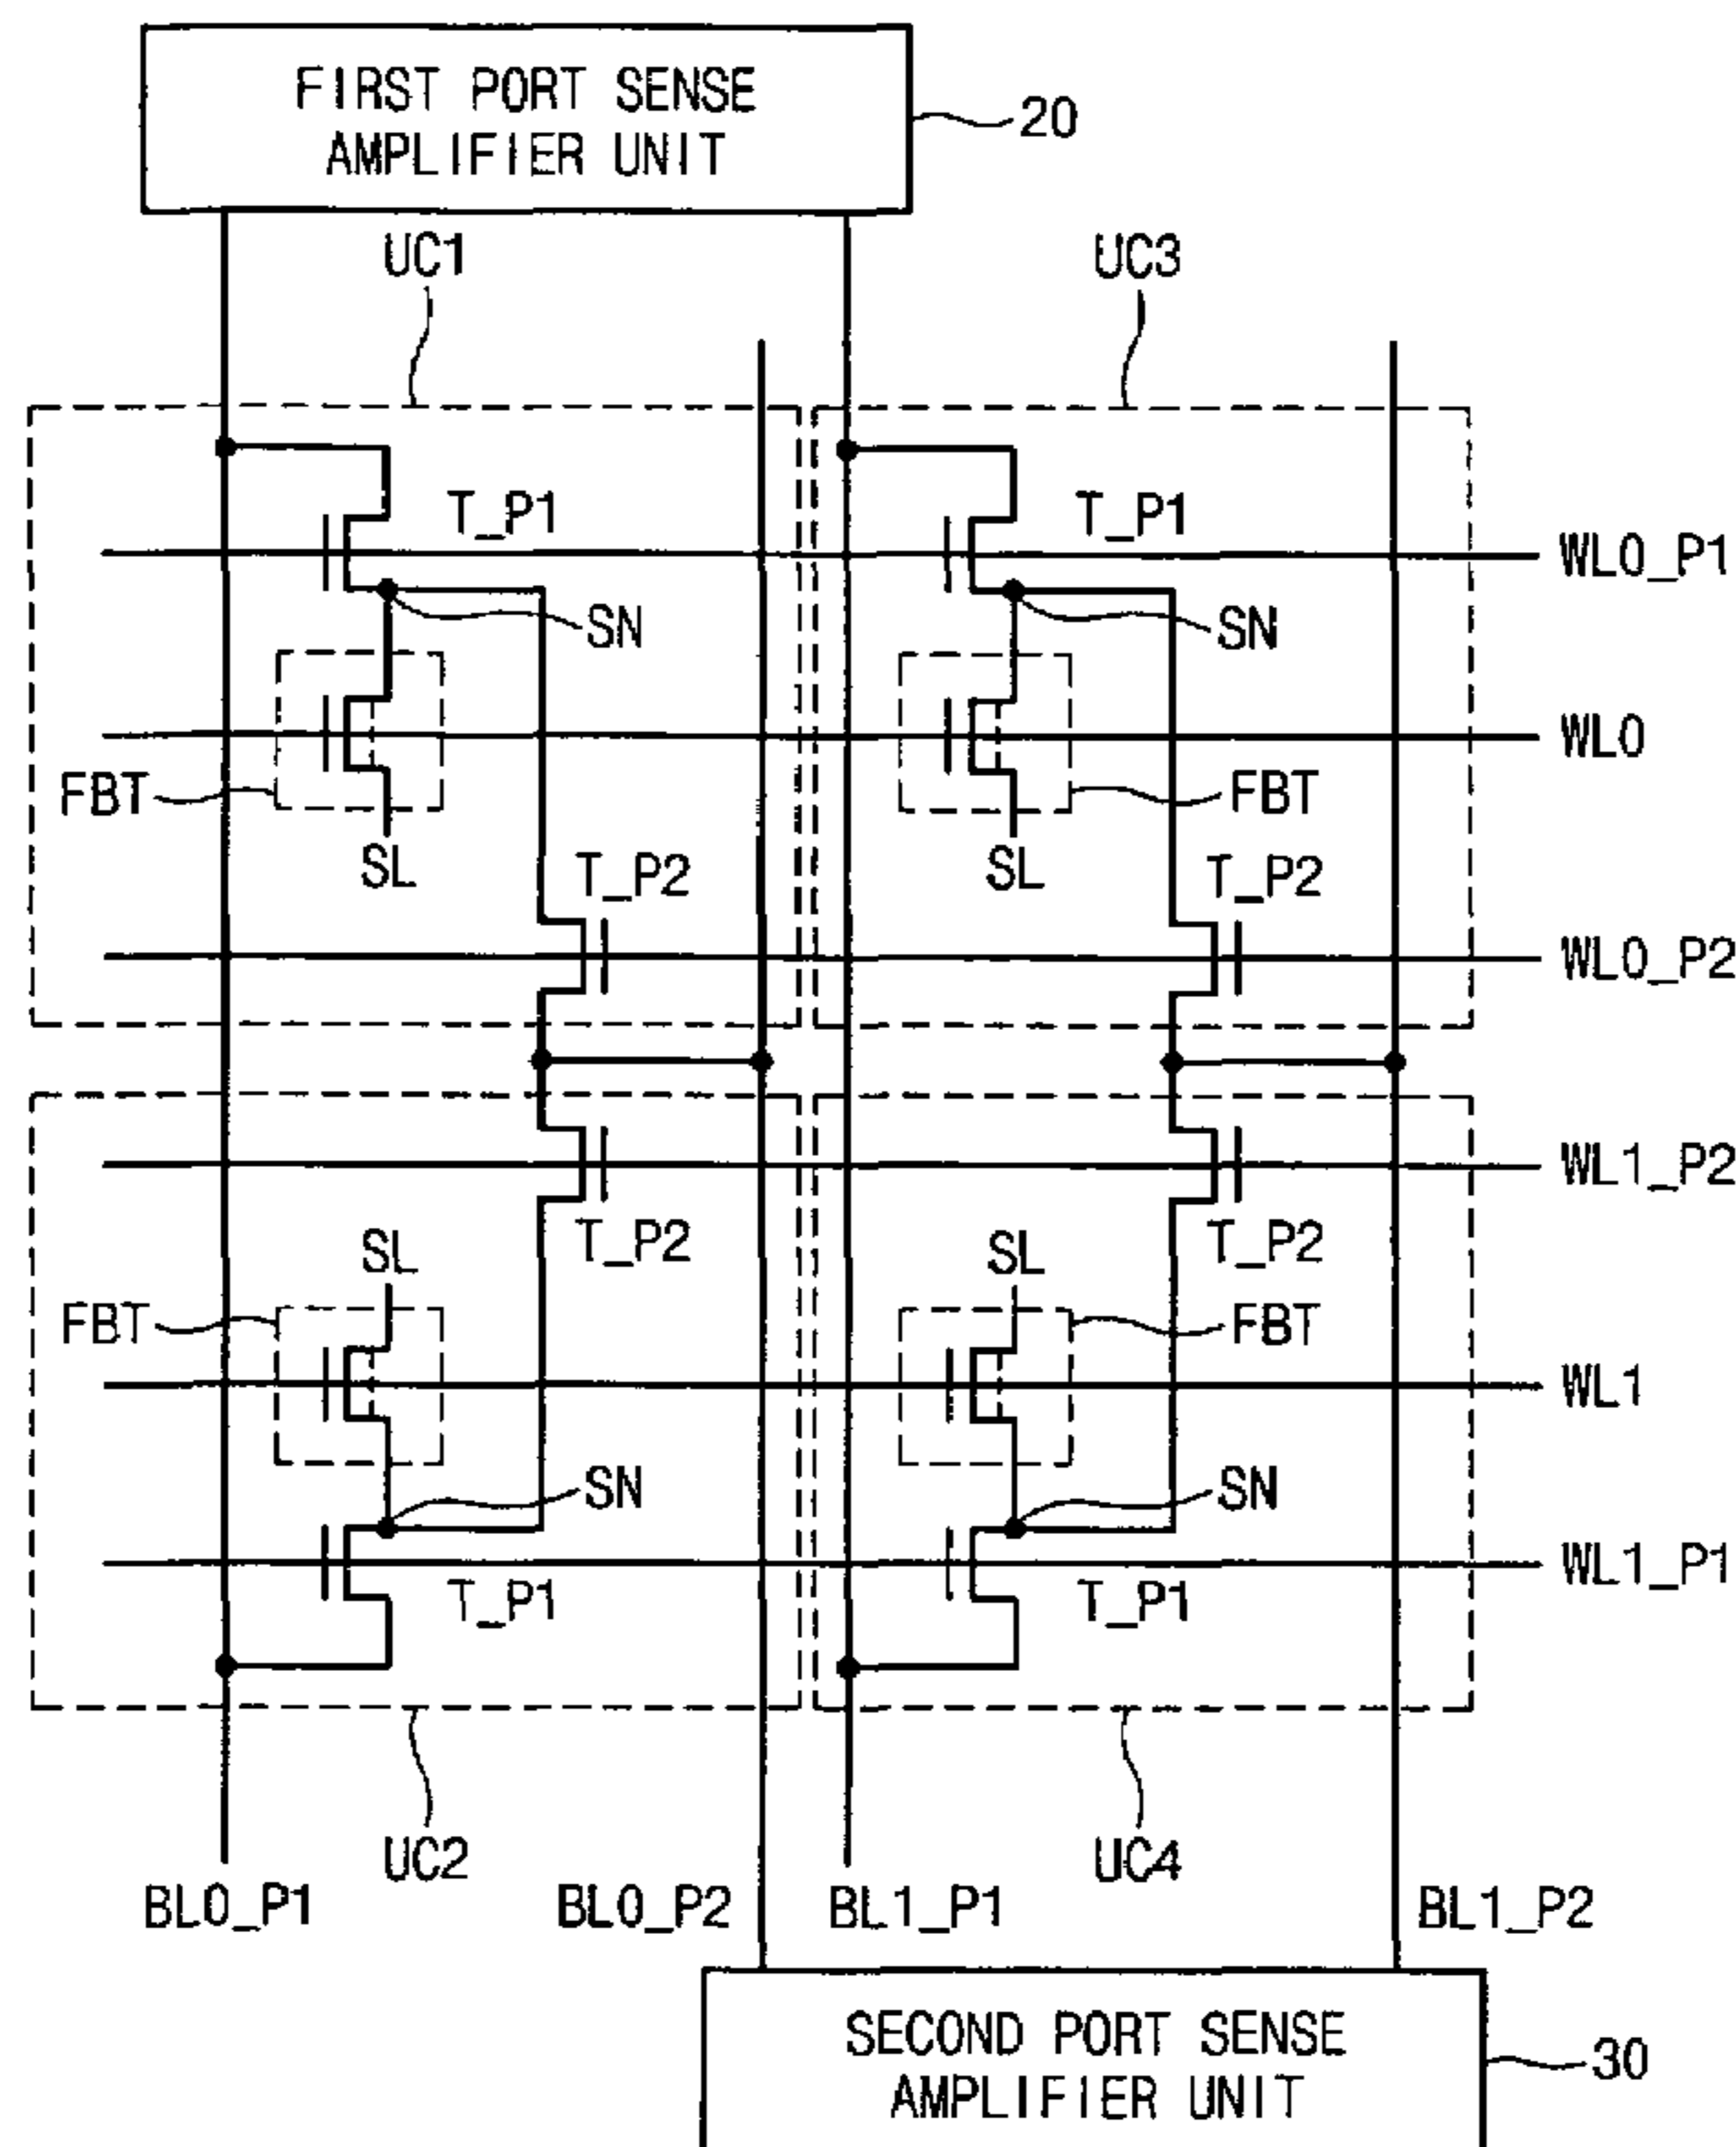 FIRST PORT SENSE
AMPLIFIER UNIT
20
UC1
UC3
T_P1
T_P1
WL0_P1
SN
SN
WL0
FBT
FBT
SL
SL
T_P2
T_P2
WL0_P2
WL1_P2
T_P2
T_P2
SL
SL
FBT
FBT
WL1
SN
SN
WL1_P1
T_P1
T_P1
UC2
UC4
BL0_P1
BL0_P2
BL1_P1
BL1_P2
SECOND PORT SENSE
AMPLIFIER UNIT
30